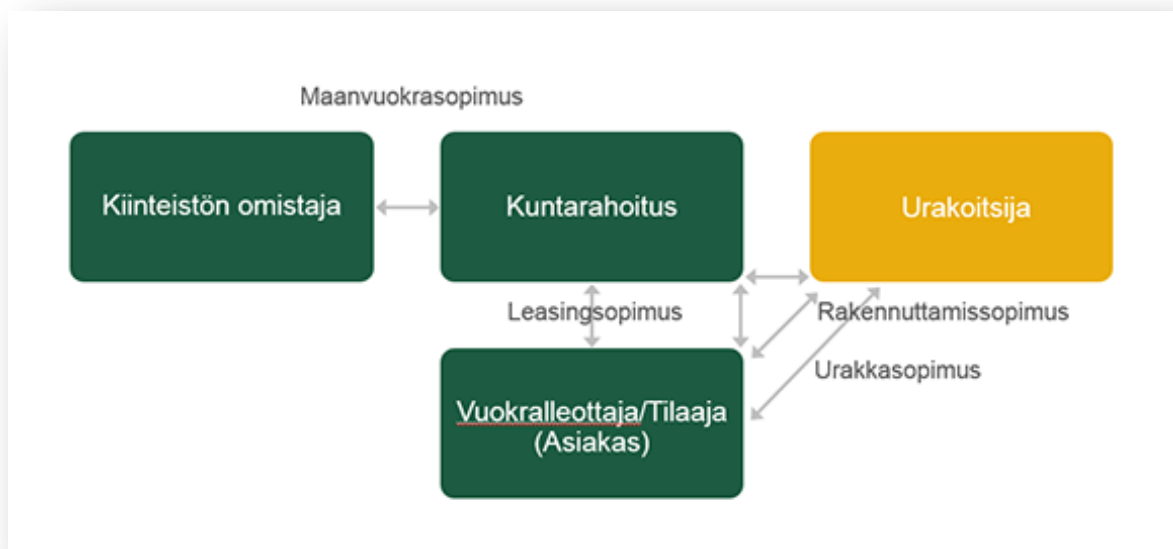 Maanvuokrasopimus
Kiinteistön omistaja
Kuntarahoitus
Urakoitsija
Leasingsopimus
Rakennuttamissopimus
Urakkasopimus
Vuokralleottaja/Tilaaja
(Asiakas)